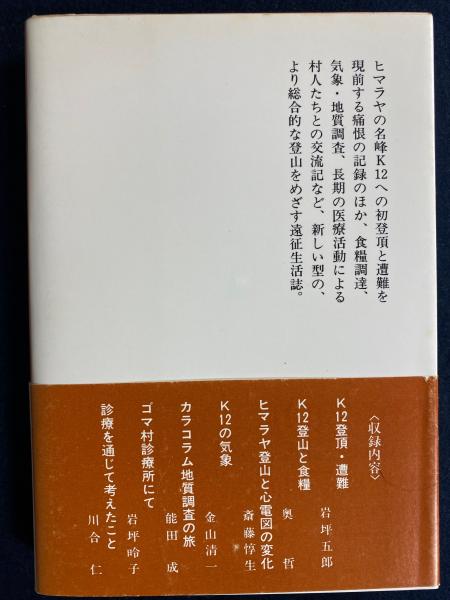 ヒマラヤの名峰K12への初登頂と遭難を
現前する痛恨の記録のほか、食糧調達、
気象・地質調査、長期の医療活動による
村人たちとの交流記など、新しい型の、
より総合的な登山をめざす遠征生活誌。
〈収録内容〉
K12登頂・遭難
岩坪五郎
K12登山と食糧
奥 哲
ヒマラヤ登山と心電図の変化
斎藤惇生
K12の気象
金山清一
カラコラム地質調査の旅
能田 成
ゴマ村診療所にて
岩坪昤子
診療を通じて考えたこと
川合 仁